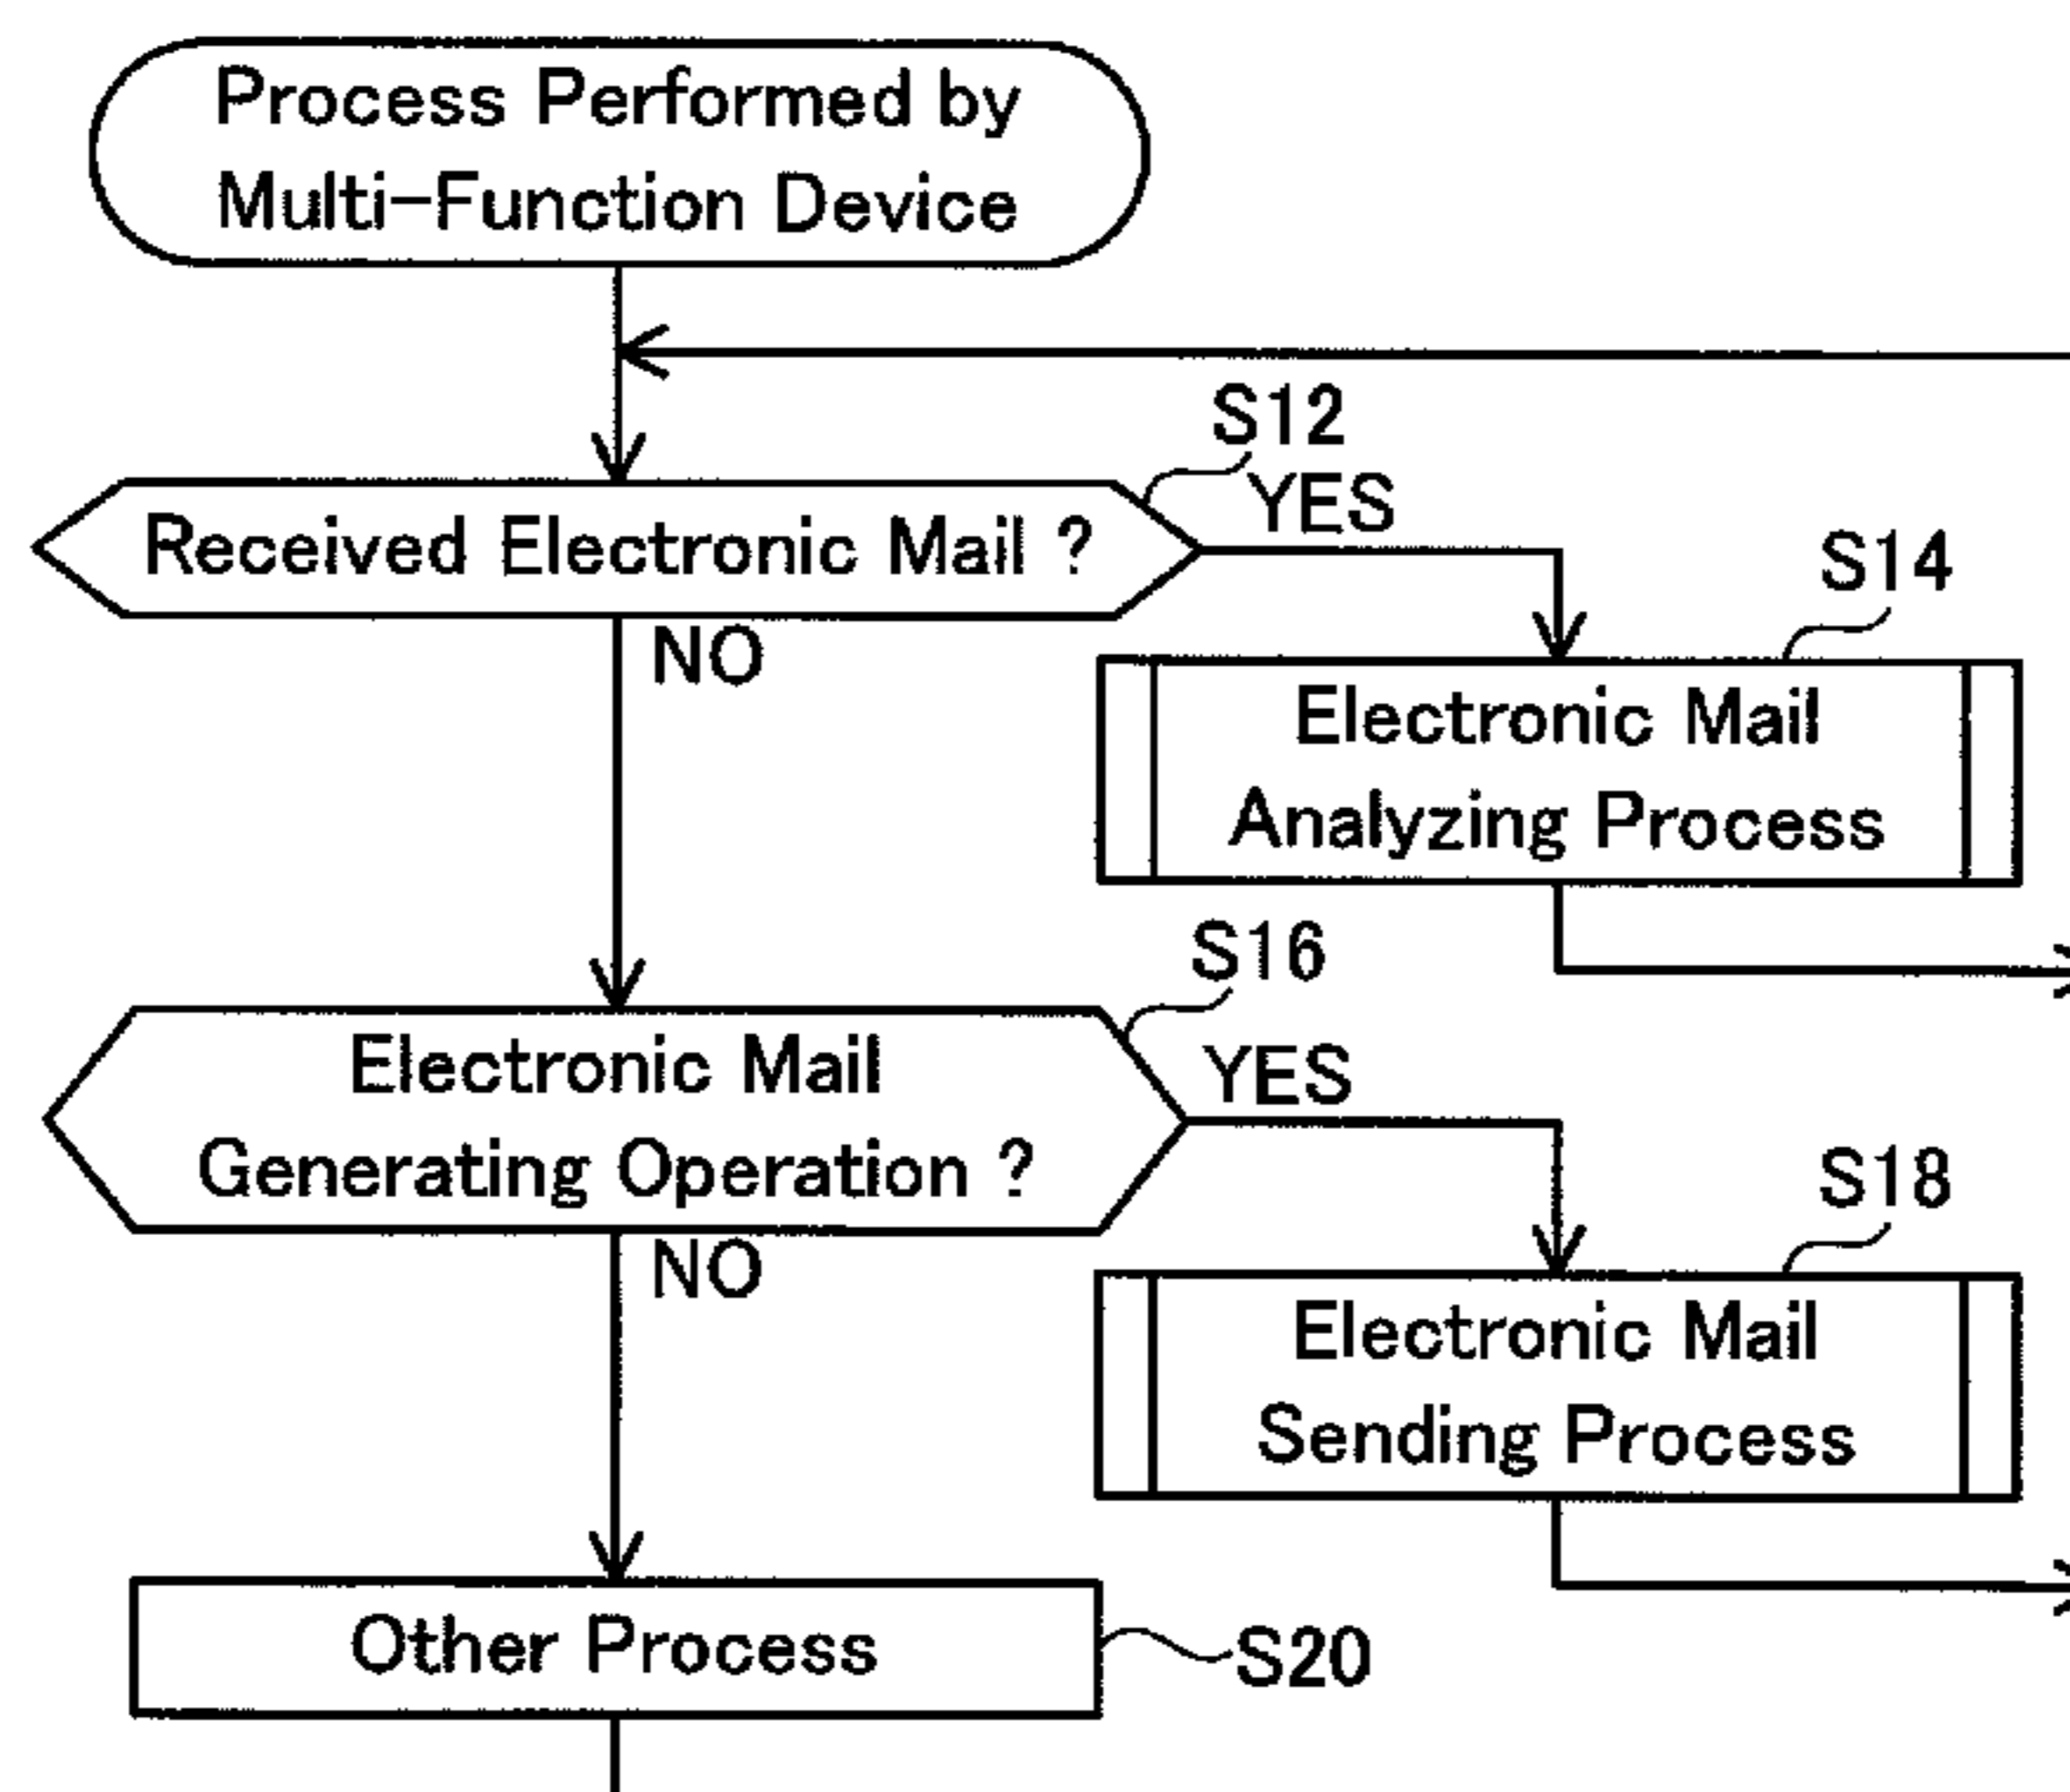 Process Performed by
Multi-Function Device
S12
Received Electronic Mail ?
YES
NO
S14
Electronic Mail
Analyzing Process
S16
Electronic Mail
Generating Operation ?
YES
NO
S18
Electronic Mail
Sending Process
Other Process
S20